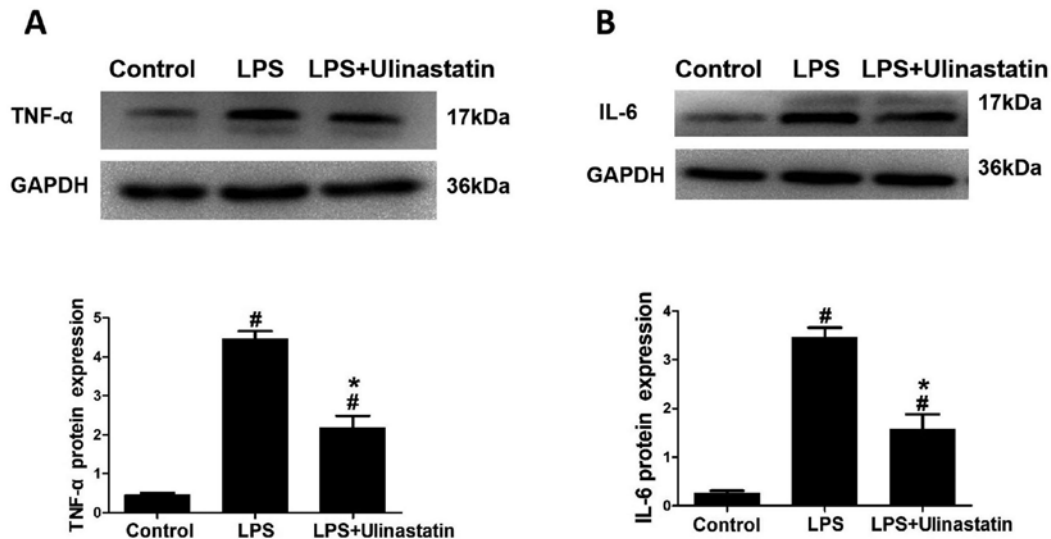 A
Control LPS LPS+Ulinastatin
TNF-α 17kDa
GAPDH 36kDa
TNF-α protein expression
5
4
3
2
1
0
#
*
#
Control LPS LPS+Ulinastatin
B
Control LPS LPS+Ulinastatin
IL-6 17kDa
GAPDH 36kDa
IL-6 protein expression
4
3
2
1
0
#
*
#
Control LPS LPS+Ulinastatin